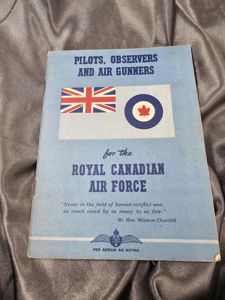 PILOTS, OBSERVERS
AND AIR GUNNERS
for the
ROYAL CANADIAN
AIR FORCE
"Never in the field of human conflict was
so much owed by so many to so few."
Rt. Hon. Winston Churchill
PER ARDUA AD ASTRA